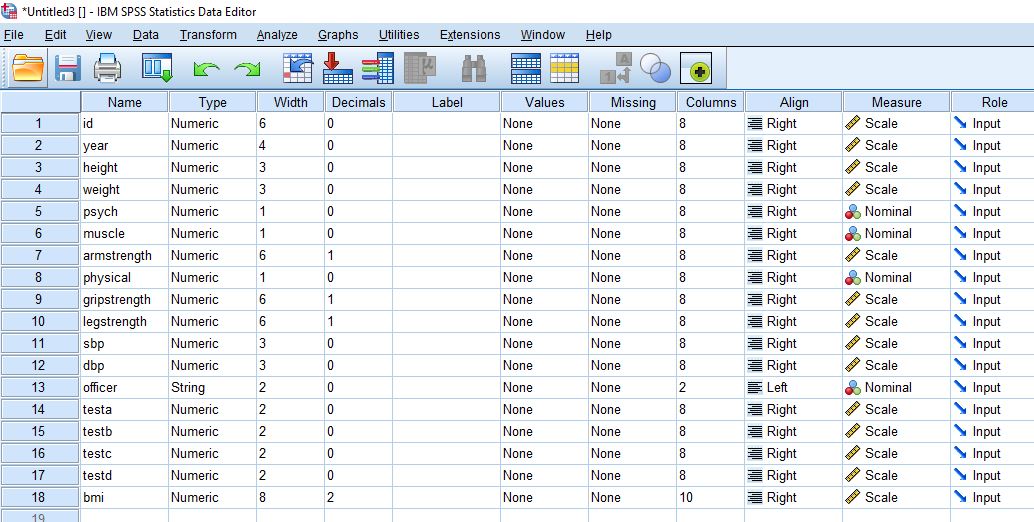 *Untitled3 [] - IBM SPSS Statistics Data Editor
File Edit View Data Transform Analyze Graphs Utilities Extensions Window Help
Name Type Width Decimals Label Values Missing Columns Align Measure Role
1 id Numeric 6 0 None None 8 Right Scale Input
2 year Numeric 4 0 None None 8 Right Scale Input
3 height Numeric 3 0 None None 8 Right Scale Input
4 weight Numeric 3 0 None None 8 Right Scale Input
5 psych Numeric 1 0 None None 8 Right Nominal Input
6 muscle Numeric 1 0 None None 8 Right Nominal Input
7 armstrength Numeric 6 1 None None 8 Right Scale Input
8 physical Numeric 1 0 None None 8 Right Nominal Input
9 gripstrength Numeric 6 1 None None 8 Right Scale Input
10 legstrength Numeric 6 1 None None 8 Right Scale Input
11 sbp Numeric 3 0 None None 8 Right Scale Input
12 dbp Numeric 3 0 None None 8 Right Scale Input
13 officer String 2 0 None None 2 Left Nominal Input
14 testa Numeric 2 0 None None 8 Right Scale Input
15 testb Numeric 2 0 None None 8 Right Scale Input
16 testc Numeric 2 0 None None 8 Right Scale Input
17 testd Numeric 2 0 None None 8 Right Scale Input
18 bmi Numeric 8 2 None None 10 Right Scale Input
19